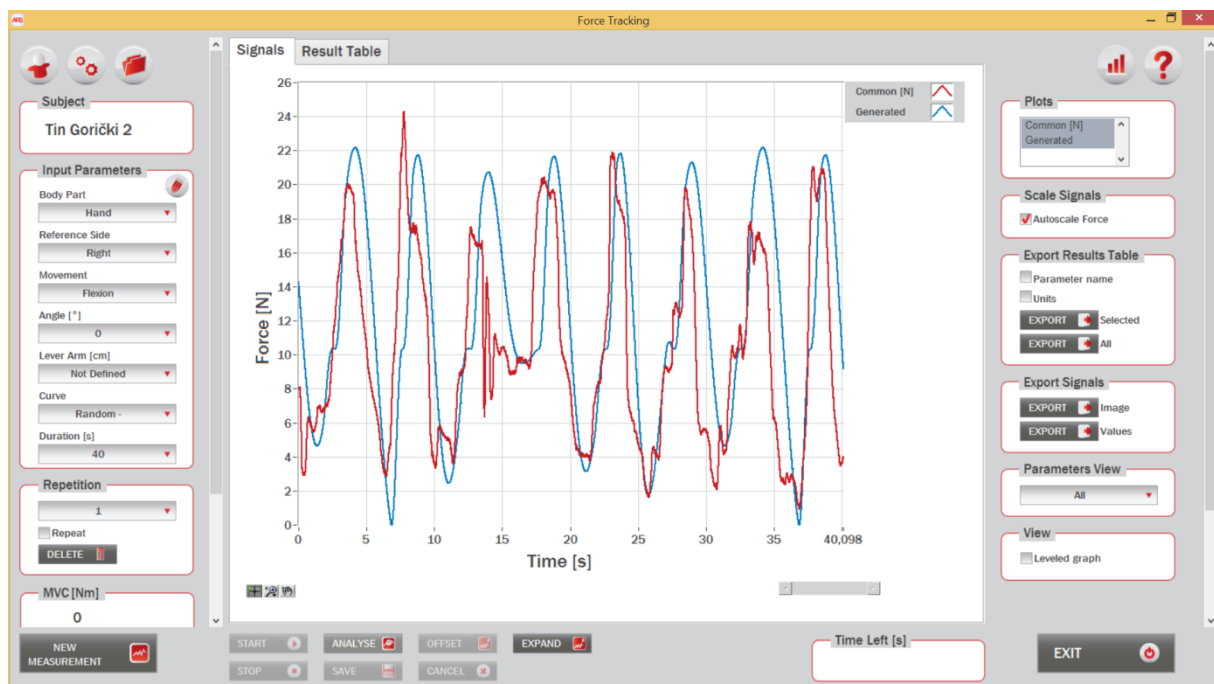 ARS
Force Tracking
Subject
Tin Gorički 2
Input Parameters
Body Part
Hand
Reference Side
Right
Movement
Flexion
Angle [°]
0
Lever Arm [cm]
Not Defined
Curve
Random -
Duration [s]
40
Repetition
1
Repeat
DELETE
MVC [Nm]
0
NEW
MEASUREMENT
Signals
Result Table
Common [N]
Generated
Force [N]
26
24
22
20
18
16
14
12
10
8
6
4
2
0
0 5 10 15 20 25 30 35 40,098
Time [s]
START
ANALYSE
OFFSET
EXPAND
STOP
SAVE
CANCEL
Time Left [s]
Plots
Common [N]
Generated
Scale Signals
Autoscale Force
Export Results Table
Parameter name
Units
EXPORT Selected
EXPORT All
Export Signals
EXPORT Image
EXPORT Values
Parameters View
All
View
Leveled graph
EXIT